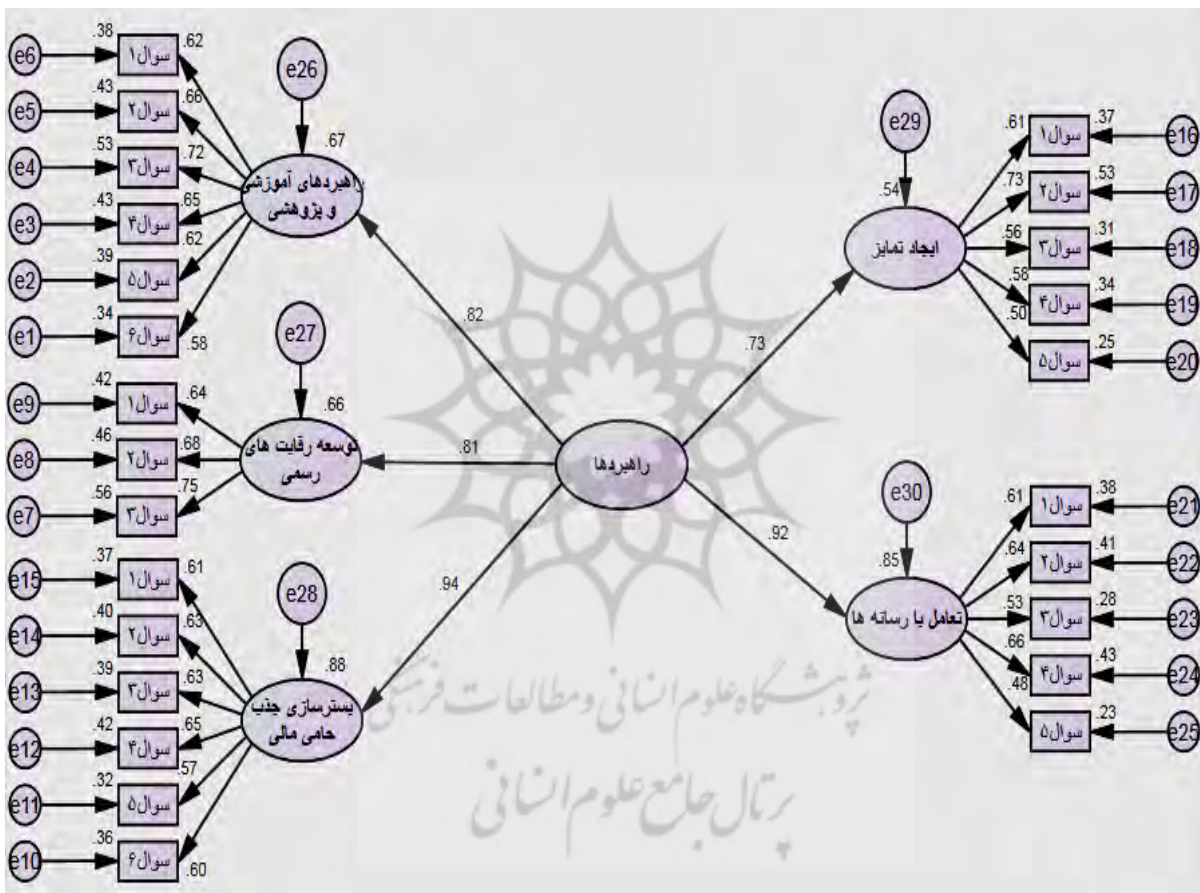 e6 .38 سوال۱ .62
e5 .43 سوال۲ .66
e4 .53 سوال۳ .72
e3 .43 سوال۴ .65
e2 .39 سوال۵ .62
e1 .34 سوال۶ .58
e26
.67
راهبردهای آموزشی
و پژوهشی
.82
e9 .42 سوال۱ .64
e8 .46 سوال۲ .68
e7 .56 سوال۳ .75
e27
.66
توسعه رقابت های
رسمی
.81
e15 .37 سوال۱ .61
e14 .40 سوال۲ .63
e13 .39 سوال۳ .63
e12 .42 سوال۴ .65
e11 .32 سوال۵ .57
e10 .36 سوال۶ .60
e28
.88
بسترسازی جذب
حامی مالی
.94
راهبردها
e29
.54
ایجاد تمایز
.73
.61 سوال۱ .37 e16
.73 سوال۲ .53 e17
.56 سوال۳ .31 e18
.58 سوال۴ .34 e19
.50 سوال۵ .25 e20
e30
.85
تعامل با رسانه ها
.92
.61 سوال۱ .38 e21
.64 سوال۲ .41 e22
.53 سوال۳ .28 e23
.66 سوال۴ .43 e24
.48 سوال۵ .23 e25
پژوهشگاه علوم انسانی و مطالعات فرهنگی
پرتال جامع علوم انسانی